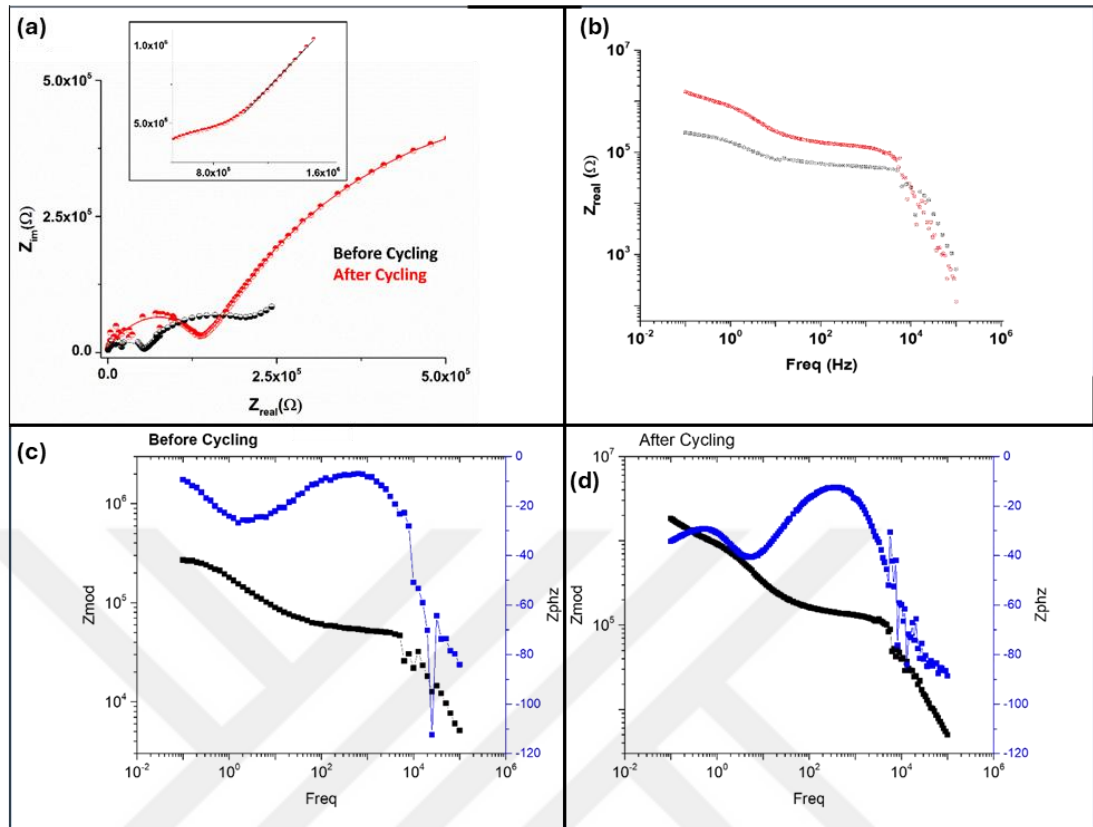 (a)
1.0x10⁶
5.0x10⁵
8.0x10⁵ 1.6x10⁶
5.0x10⁵
2.5x10⁵
0.0
Zim(Ω)
Before Cycling
After Cycling
0.0 2.5x10⁵ 5.0x10⁵
Zreal(Ω)
(b)
10⁷
10⁵
10³
Zreal (Ω)
10⁻² 10⁰ 10² 10⁴ 10⁶
Freq (Hz)
(c)
Before Cycling
10⁶
10⁵
10⁴
Zmod
0
-20
-40
-60
-80
-100
-120
Zphz
10⁻² 10⁰ 10² 10⁴ 10⁶
Freq
(d)
After Cycling
10⁷
10⁵
Zmod
0
-20
-40
-60
-80
-100
-120
Zphz
10⁻² 10⁰ 10² 10⁴ 10⁶
Freq